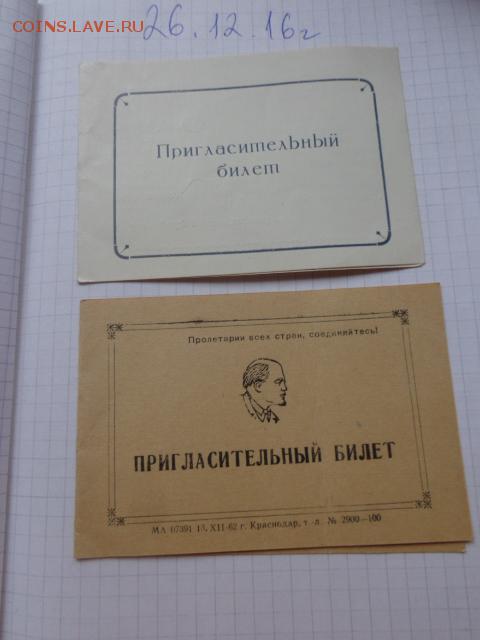 COINS.LAVE.RU
26.12.16г
Пригласительный
билет
Пролетарии всех стран, соединяйтесь!
ПРИГЛАСИТЕЛЬНЫЙ БИЛЕТ
МА 07391 13. XII-62 г. Краснодар, т-л. № 2900—100